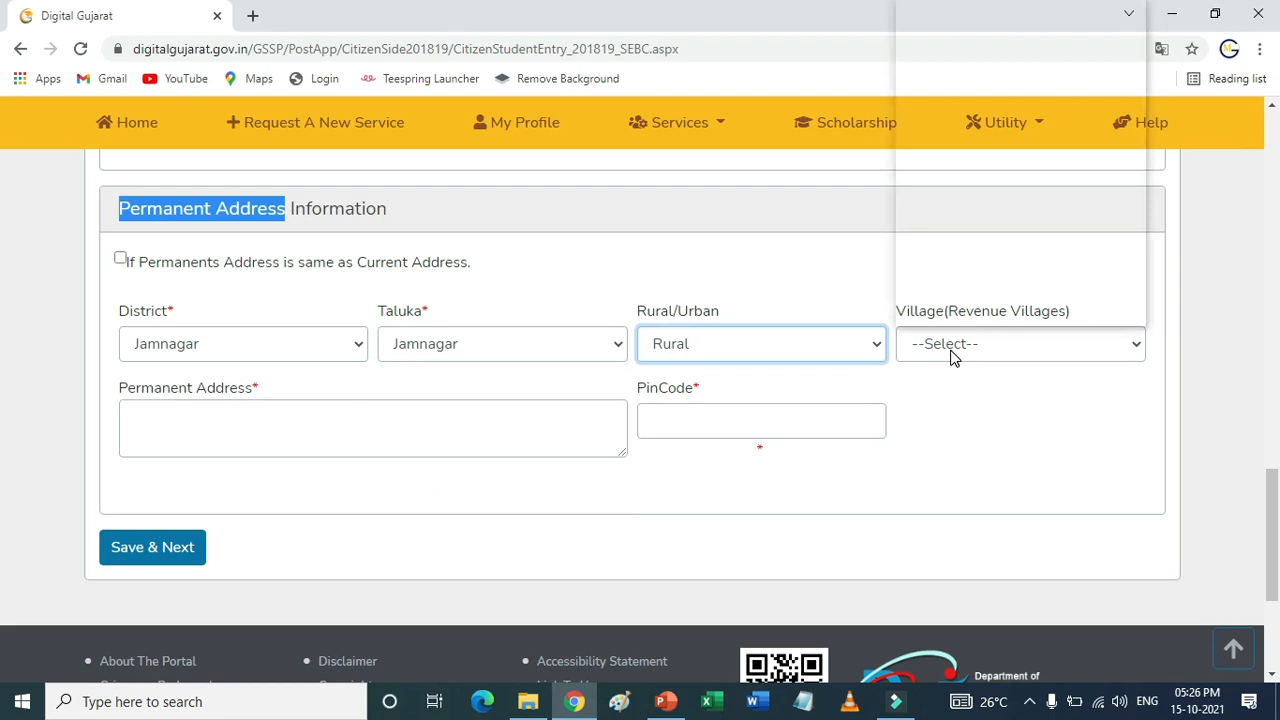 Digital Gujarat
digitalgujarat.gov.in/GSSP/PostApp/CitizenSide201819/CitizenStudentEntry_201819_SEBC.aspx
Apps Gmail YouTube Maps Login Teespring Launcher Remove Background Reading list
Home Request A New Service My Profile Services Scholarship Utility Help
Permanent Address Information
If Permanents Address is same as Current Address.
District* Taluka* Rural/Urban Village(Revenue Villages)
Jamnagar Jamnagar Rural --Select--
Permanent Address* PinCode*
*
Save & Next
About The Portal Disclaimer Accessibility Statement
Department of
Type here to search 26°C ENG 05:26 PM
15-10-2021